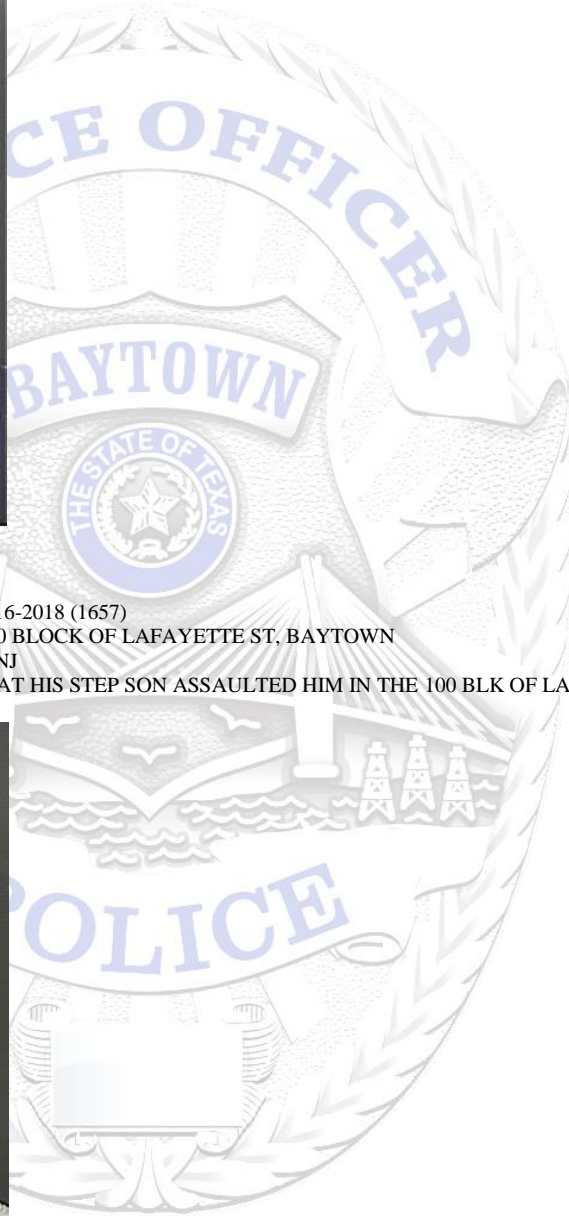 CE OFFICER
BAYTOWN
THE STATE OF TEXAS
16-2018 (1657)
0 BLOCK OF LAFAYETTE ST, BAYTOWN
NJ
AT HIS STEP SON ASSAULTED HIM IN THE 100 BLK OF LA
POLICE